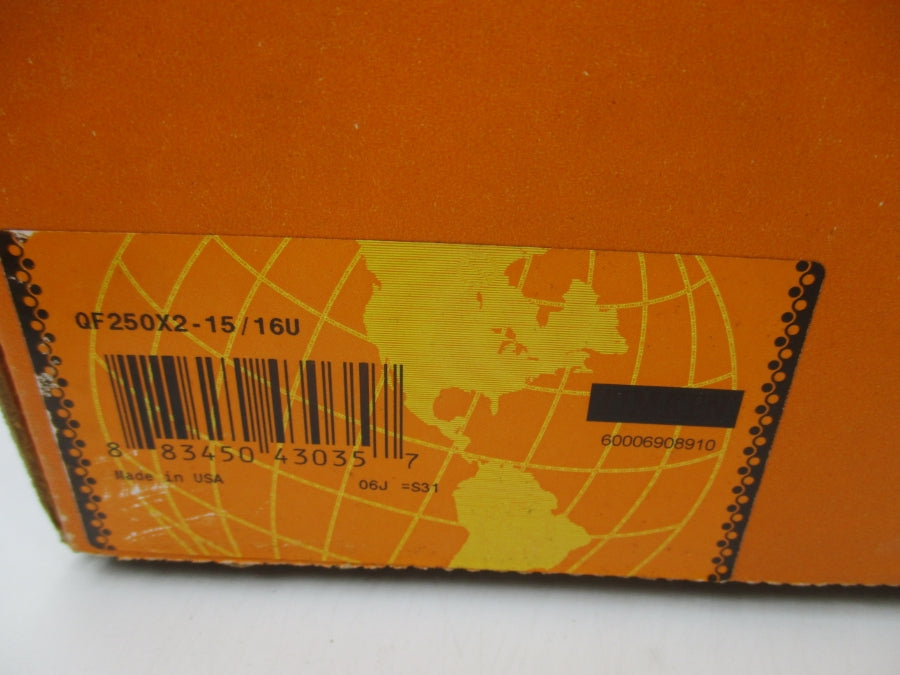 QF250X2-15/16U
8 83450 43035 7
60006908910
Made in USA
06J =S31